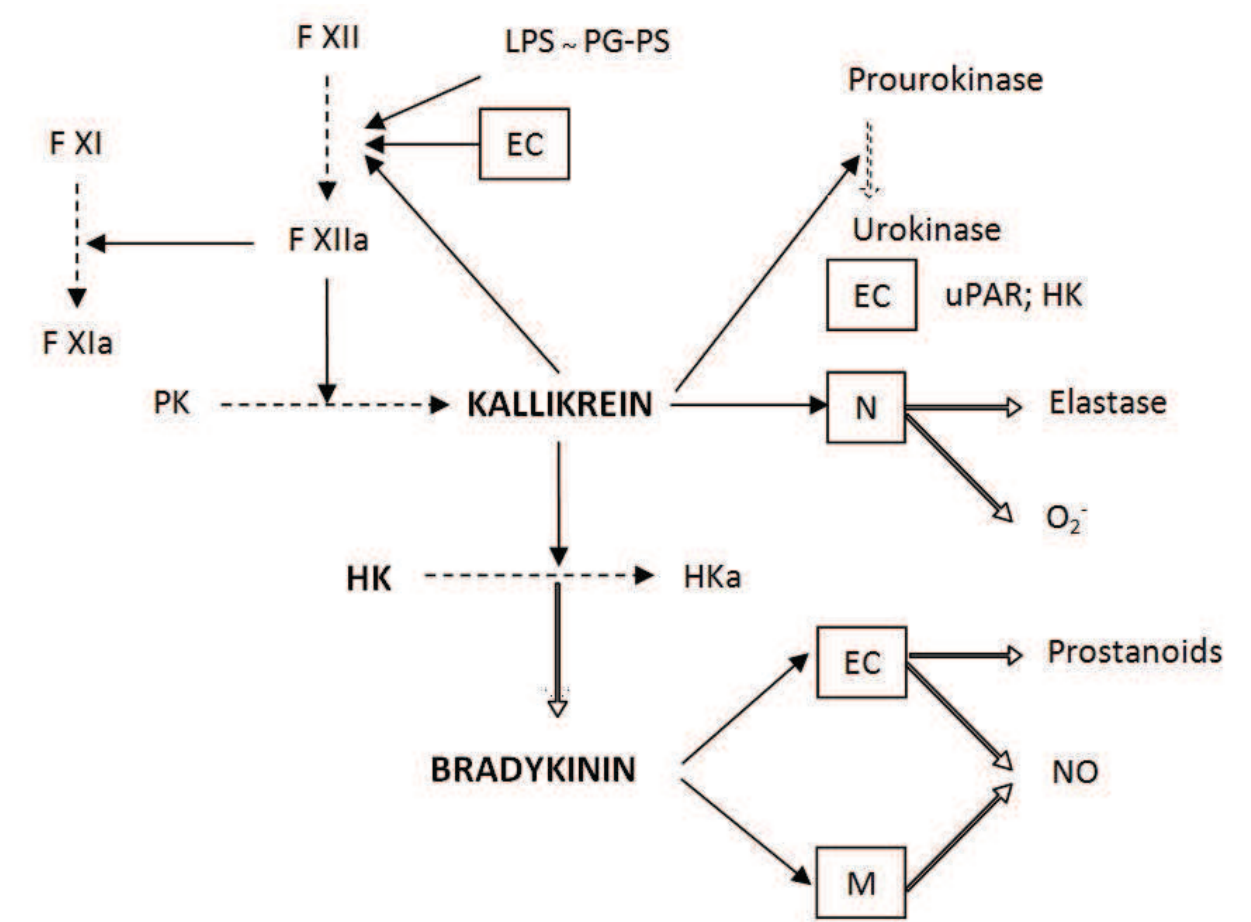 F XII
LPS ~ PG-PS
Prourokinase
F XI
EC
F XIIa
Urokinase
EC
uPAR; HK
F XIa
PK
KALLIKREIN
N
Elastase
O₂⁻
HK
HKa
EC
Prostanoids
BRADYKININ
NO
M